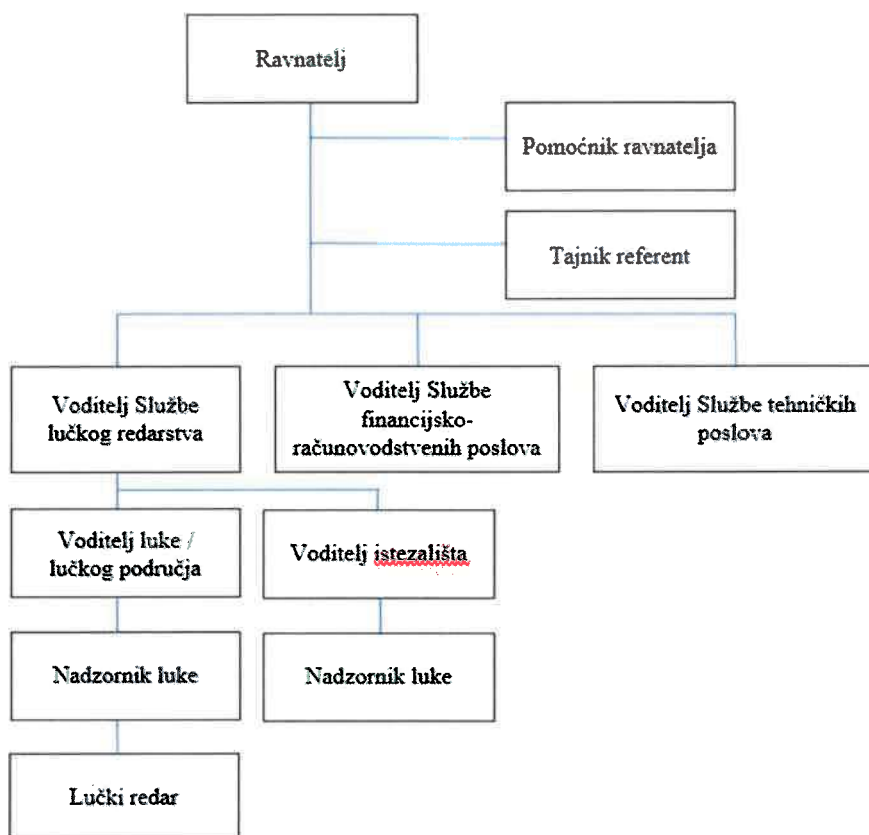 Ravnatelj
Pomoćnik ravnatelja
Tajnik referent
Voditelj Službe
lučkog redarstva
Voditelj Službe
financijsko-
računovodstvenih poslova
Voditelj Službe tehničkih
poslova
Voditelj luke /
lučkog područja
Voditelj istezališta
Nadzornik luke
Nadzornik luke
Lučki redar